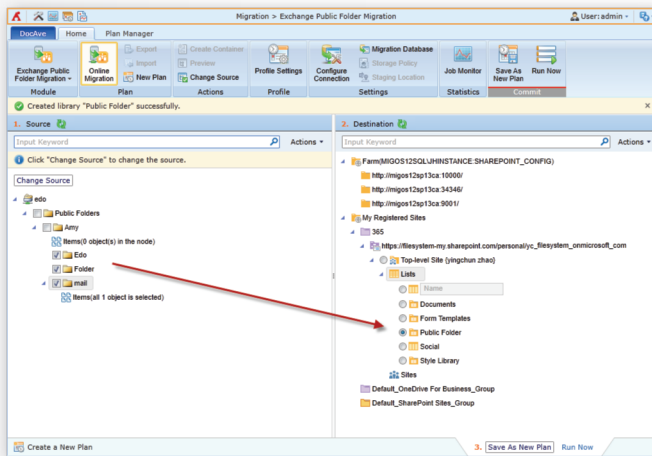 Migration > Exchange Public Folder Migration
User: admin
DocAve
Home
Plan Manager
Exchange Public
Folder Migration
Module
Online
Migration
Export
Import
New Plan
Plan
Create Container
Preview
Change Source
Actions
Profile Settings
Profile
Configure
Connection
Migration Database
Storage Policy
Staging Location
Settings
Job Monitor
Statistics
Save As
New Plan
Run Now
Commit
Created library "Public Folder" successfully.
1. Source
Input Keyword
Actions
Click "Change Source" to change the source.
Change Source
edo
Public Folders
Amy
Items(0 object(s) in the node)
Edo
Folder
mail
Items(all 1 object is selected)
2. Destination
Input Keyword
Actions
Farm(MIGOS12SQL\JHINSTANCE:SHAREPOINT_CONFIG)
http://migos12sp13ca:10000/
http://migos12sp13ca:34346/
http://migos12sp13ca:9001/
My Registered Sites
365
https://filesystem-my.sharepoint.com/personal/yc_filesystem_onmicrosoft_com
Top-level Site (yingchun zhao)
Lists
Name
Documents
Form Templates
Public Folder
Social
Style Library
Sites
Default_OneDrive For Business_Group
Default_SharePoint Sites_Group
Create a New Plan
3. Save As New Plan
Run Now